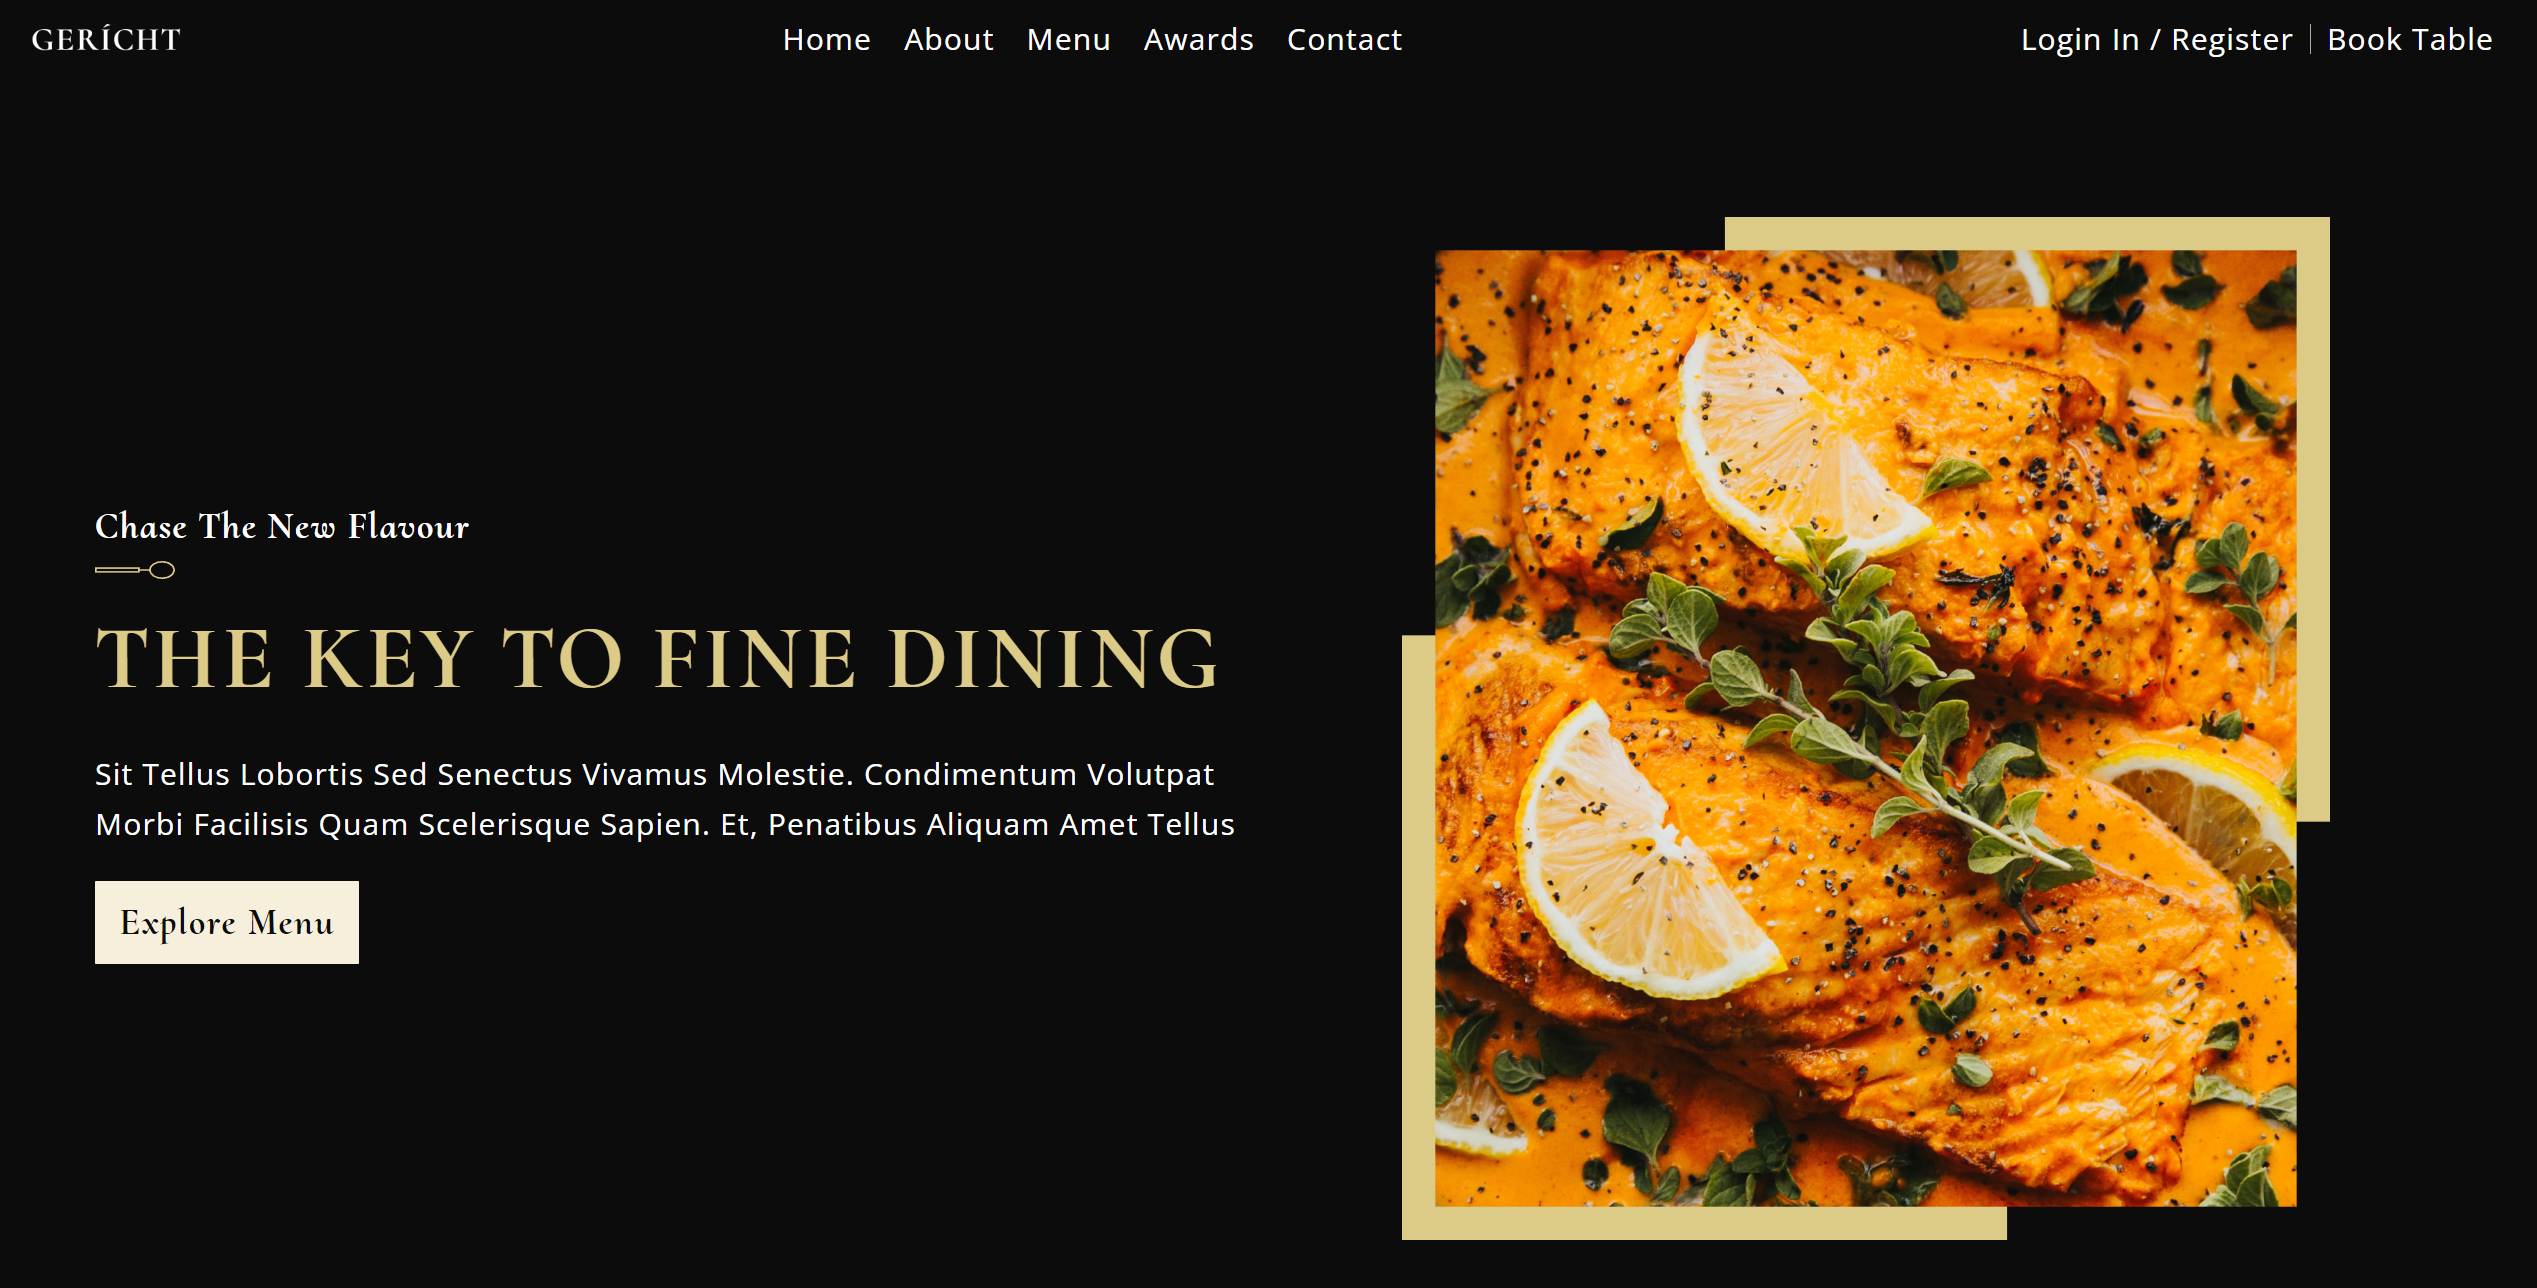 GERÍCHT
Home About Menu Awards Contact
Login In / Register Book Table
Chase The New Flavour
THE KEY TO FINE DINING
Sit Tellus Lobortis Sed Senectus Vivamus Molestie. Condimentum Volutpat
Morbi Facilisis Quam Scelerisque Sapien. Et, Penatibus Aliquam Amet Tellus
Explore Menu